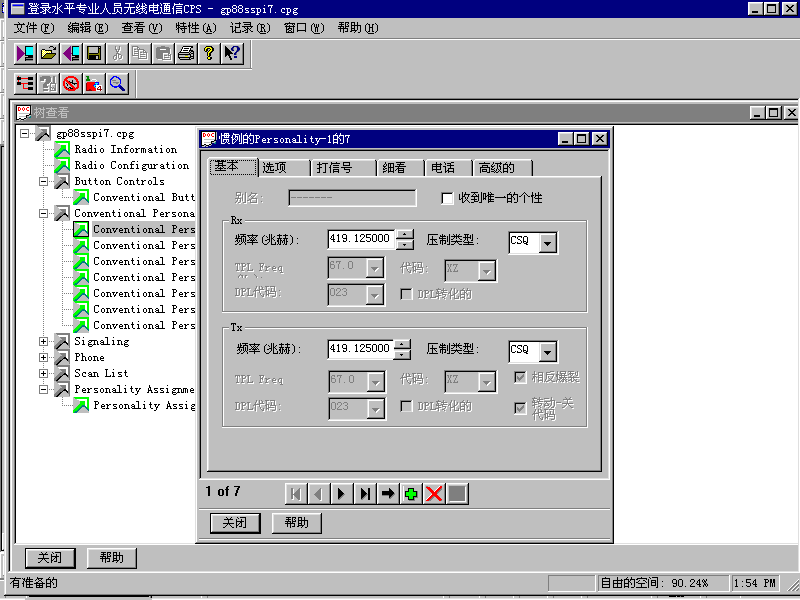 登录水平专业人员无线电通信CPS - gp88sspi7.cpg
文件(F) 编辑(E) 查看(V) 特性(A) 记录(R) 窗口(W) 帮助(H)
树查看
gp88sspi7.cpg
Radio Information
Radio Configuration
Button Controls
Conventional Butt
Conventional Persona
Conventional Pers
Conventional Pers
Conventional Pers
Conventional Pers
Conventional Pers
Conventional Pers
Conventional Pers
Signaling
Phone
Scan List
Personality Assignme
Personality Assig
惯例的Personality-1的7
基本 选项 打信号 细看 电话 高级的
别名: ------- 收到唯一的个性
Rx
频率(兆赫): 419.125000 压制类型: CSQ
TPL Freq 67.0 代码: XZ
DPL代码: 023 DPL转化的
Tx
频率(兆赫): 419.125000 压制类型: CSQ
TPL Freq 67.0 代码: XZ 相反爆裂
DPL代码: 023 DPL转化的 转动-关
代码
1 of 7
关闭 帮助
关闭 帮助
有准备的 自由的空间: 90.24% 1:54 PM